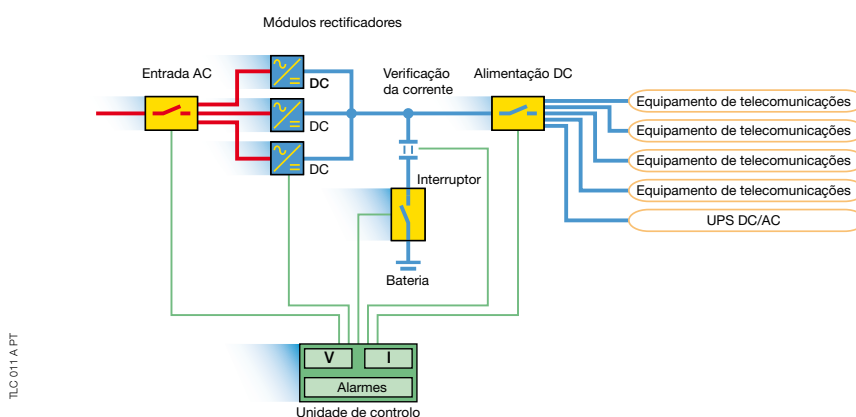 Módulos rectificadores
Entrada AC
DC
DC
DC
Verificação
da corrente
Alimentação DC
Equipamento de telecomunicações
Equipamento de telecomunicações
Equipamento de telecomunicações
Equipamento de telecomunicações
UPS DC/AC
Interruptor
Bateria
V
I
Alarmes
Unidade de controlo
TLC 011 A PT